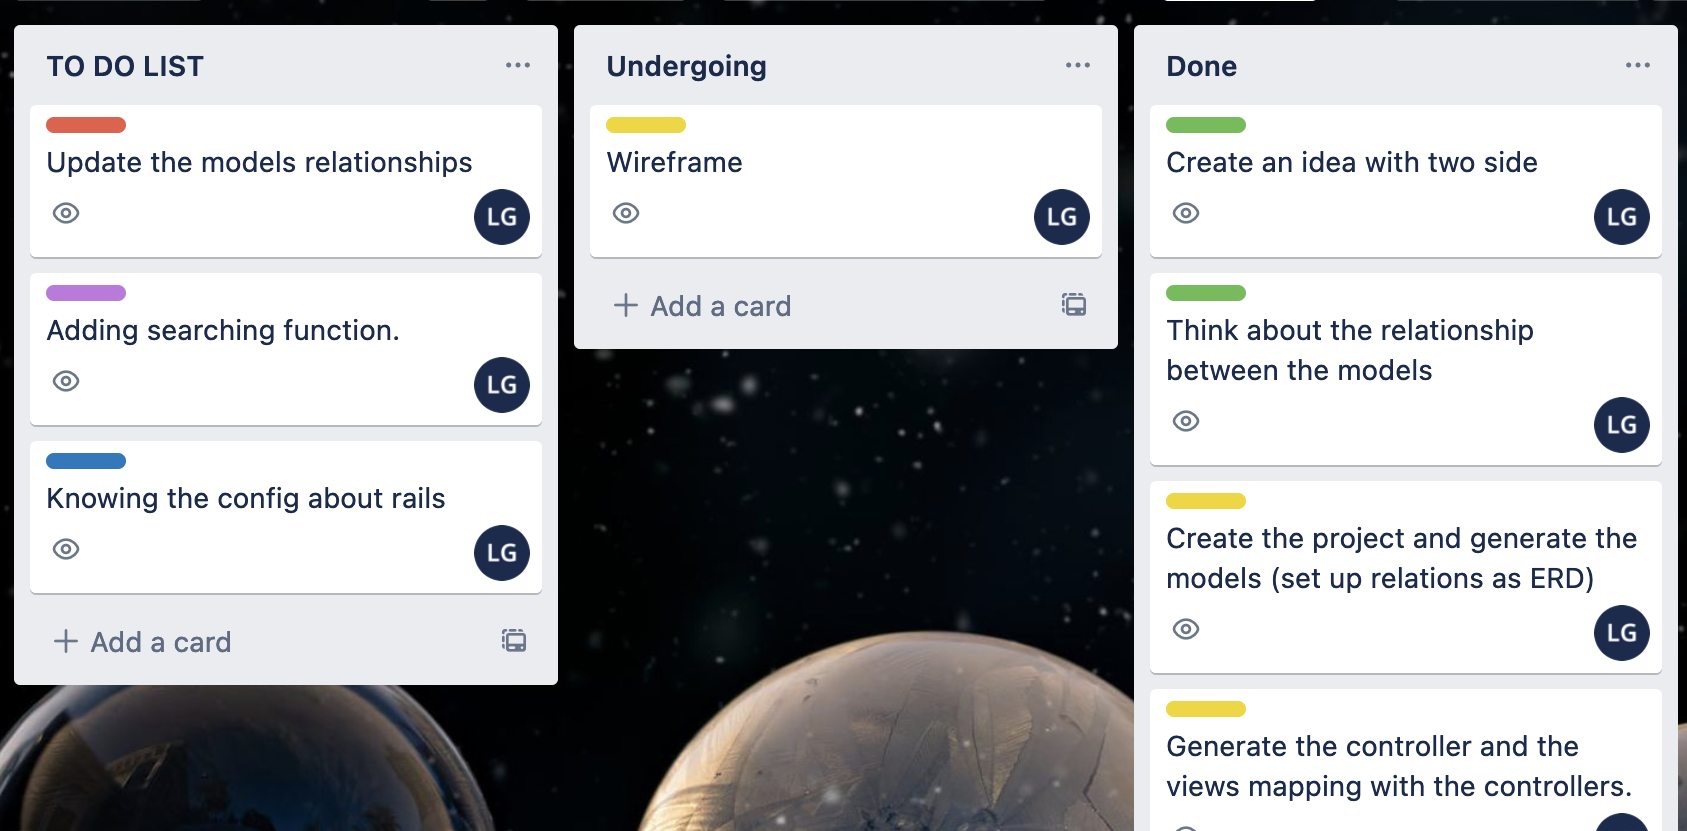 TO DO LIST
Update the models relationships
LG
Adding searching function.
LG
Knowing the config about rails
LG
Add a card
Undergoing
Wireframe
LG
Add a card
Done
Create an idea with two side
LG
Think about the relationship
between the models
LG
Create the project and generate the
models (set up relations as ERD)
LG
Generate the controller and the
views mapping with the controllers.